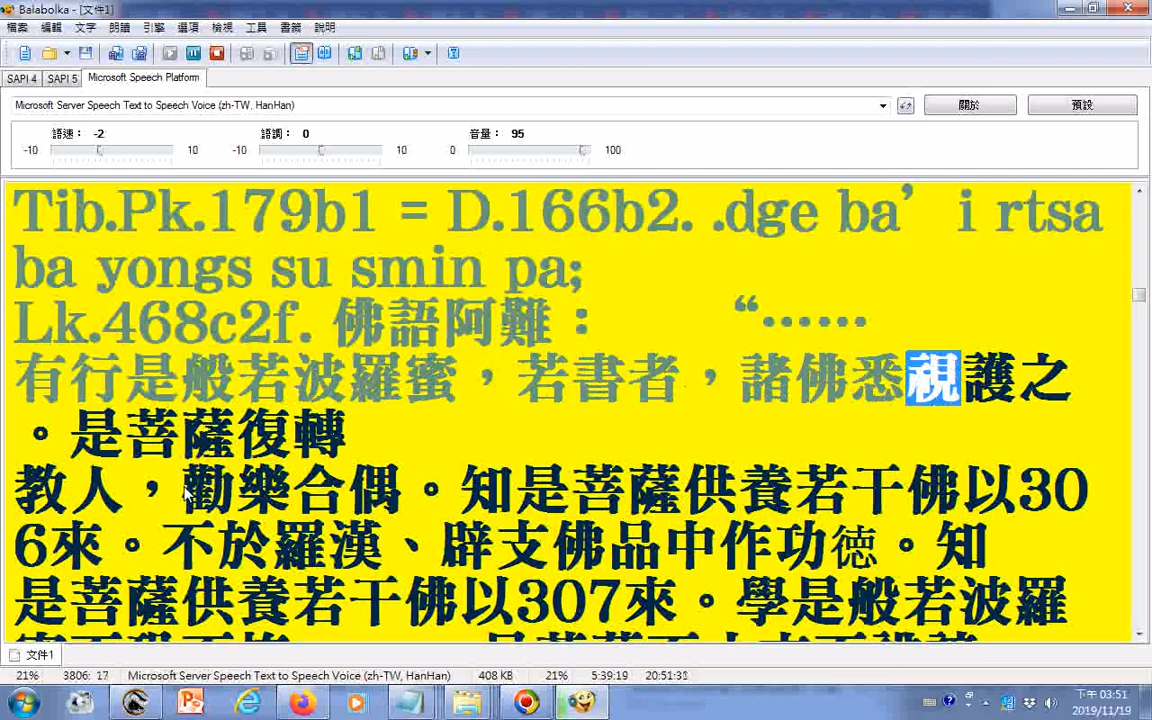 Balabolka - [文件1]
檔案 編輯 文字 朗讀 引擎 選項 檢視 工具 書籤 說明
SAPI 4 SAPI 5 Microsoft Speech Platform
Microsoft Server Speech Text to Speech Voice (zh-TW, HanHan) 關於 預設
語速： -2 語調： 0 音量： 95
-10 10 -10 10 0 100
Tib.Pk.179b1 = D.166b2. .dge ba’i rtsa
ba yongs su smin pa;
Lk.468c2f. 佛語阿難： “……
有行是般若波羅蜜，若書者，諸佛悉視護之
。是菩薩復轉
教人，勸樂合偶。知是菩薩供養若干佛以30
6來。不於羅漢、辟支佛品中作功德。知
是菩薩供養若干佛以307來。學是般若波羅
文件1
21% 3806: 17 Microsoft Server Speech Text to Speech Voice (zh-TW, HanHan) 408 KB 21% 5:39:19 20:51:31
下午 03:51
2019/11/19